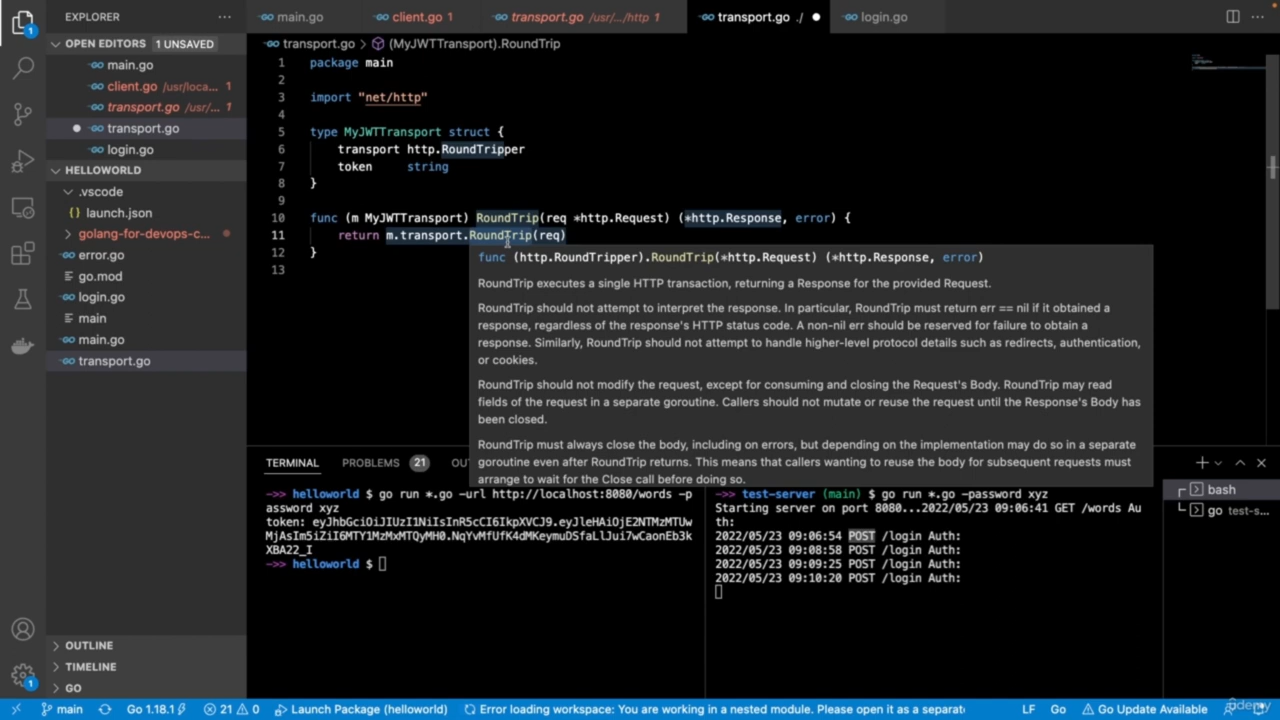 EXPLORER
main.go
client.go 1
transport.go /usr/.../http 1
transport.go ./
login.go
OPEN EDITORS 1 UNSAVED
main.go
client.go /usr/loca... 1
transport.go /usr/... 1
transport.go
login.go
HELLOWORLD
.vscode
{} launch.json
golang-for-devops-c...
error.go
go.mod
login.go
main
main.go
transport.go
OUTLINE
TIMELINE
GO
transport.go > (MyJWTTransport).RoundTrip
1 package main
2
3 import "net/http"
4
5 type MyJWTTransport struct {
6 transport http.RoundTripper
7 token string
8 }
9
10 func (m MyJWTTransport) RoundTrip(req *http.Request) (*http.Response, error) {
11 return m.transport.RoundTrip(req)
12 }
13
func (http.RoundTripper).RoundTrip(*http.Request) (*http.Response, error)
RoundTrip executes a single HTTP transaction, returning a Response for the provided Request.
RoundTrip should not attempt to interpret the response. In particular, RoundTrip must return err == nil if it obtained a
response, regardless of the response's HTTP status code. A non-nil err should be reserved for failure to obtain a
response. Similarly, RoundTrip should not attempt to handle higher-level protocol details such as redirects, authentication,
or cookies.
RoundTrip should not modify the request, except for consuming and closing the Request's Body. RoundTrip may read
fields of the request in a separate goroutine. Callers should not mutate or reuse the request until the Response's Body has
been closed.
RoundTrip must always close the body, including on errors, but depending on the implementation may do so in a separate
goroutine even after RoundTrip returns. This means that callers wanting to reuse the body for subsequent requests must
arrange to wait for the Close call before doing so.
TERMINAL PROBLEMS 21 OU
->> helloworld $ go run *.go -url http://localhost:8080/words -p
assword xyz
token: eyJhbGciOiJIUzI1NiIsInR5cCI6IkpXVCJ9.eyJleHAiOjE2NTMzMTUw
MjAsIm5iZiI6MTY1MzMxMTQyMH0.NqYvMfUfK4dMKeymuDSfaLlJui7wCaonEb3k
XBA22_I
->> helloworld $
->> test-server (main) $ go run *.go -password xyz
Starting server on port 8080...2022/05/23 09:06:41 GET /words Au
th:
2022/05/23 09:06:54 POST /login Auth:
2022/05/23 09:08:58 POST /login Auth:
2022/05/23 09:09:25 POST /login Auth:
2022/05/23 09:10:20 POST /login Auth:
bash
go test-s...
1
1
main Go 1.18.1 21 0 Launch Package (helloworld) Error loading workspace: You are working in a nested module. Please open it as a separat LF Go Go Update Available
udemy